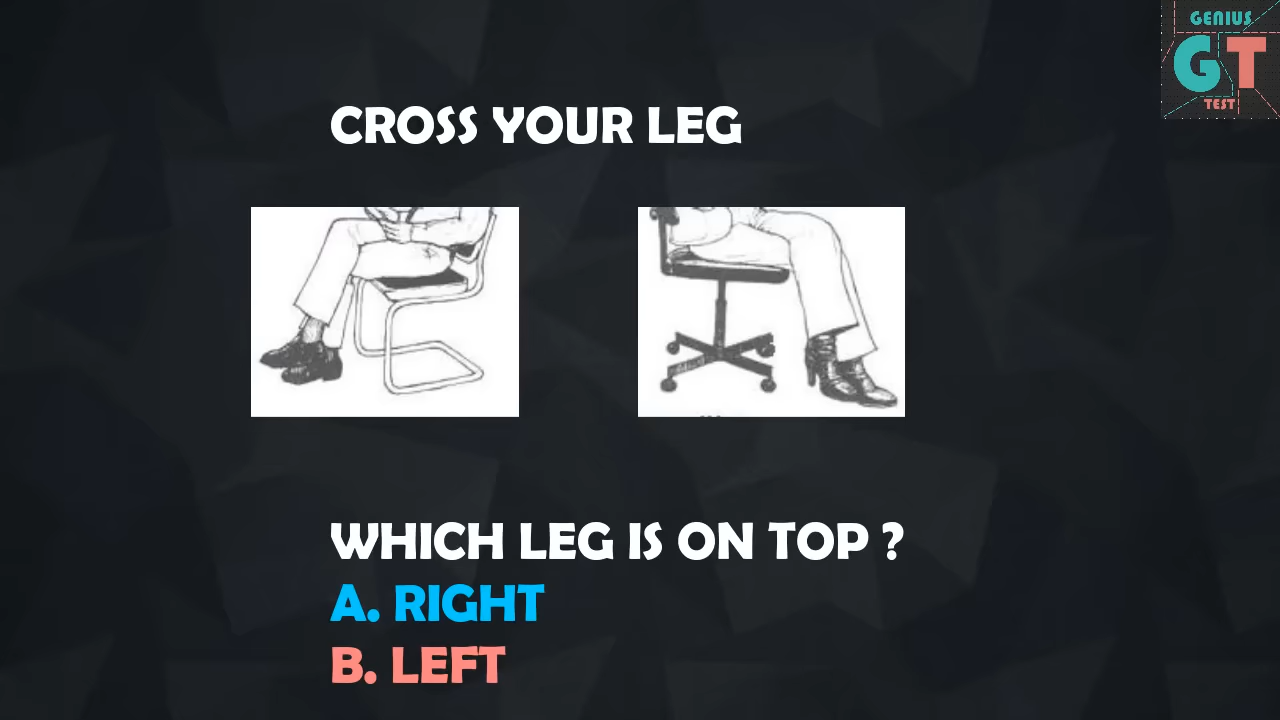 GENIUS
GT
TEST
CROSS YOUR LEG
WHICH LEG IS ON TOP ?
A. RIGHT
B. LEFT